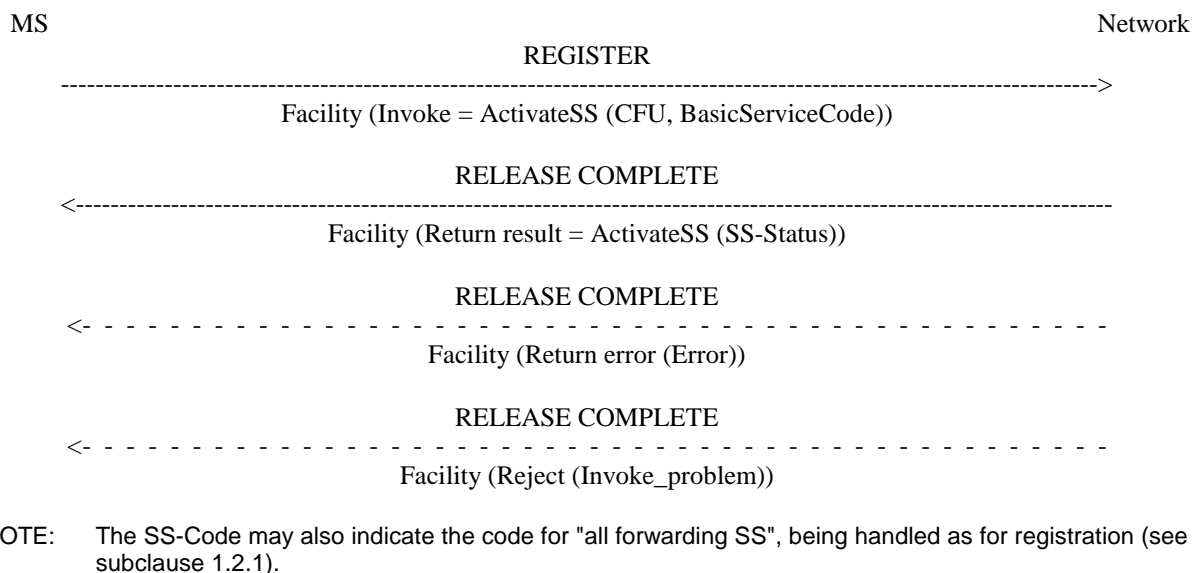 MS Network
REGISTER
------------------------------------------------------------------------------------------------------------------------>
Facility (Invoke = ActivateSS (CFU, BasicServiceCode))
RELEASE COMPLETE
<------------------------------------------------------------------------------------------------------------------------
Facility (Return result = ActivateSS (SS-Status))
RELEASE COMPLETE
<- - - - - - - - - - - - - - - - - - - - - - - - - - - - - - - - - - - - - - - - - - - - - - - -
Facility (Return error (Error))
RELEASE COMPLETE
<- - - - - - - - - - - - - - - - - - - - - - - - - - - - - - - - - - - - - - - - - - - - - - - -
Facility (Reject (Invoke_problem))
OTE: The SS-Code may also indicate the code for "all forwarding SS", being handled as for registration (see
subclause 1.2.1).